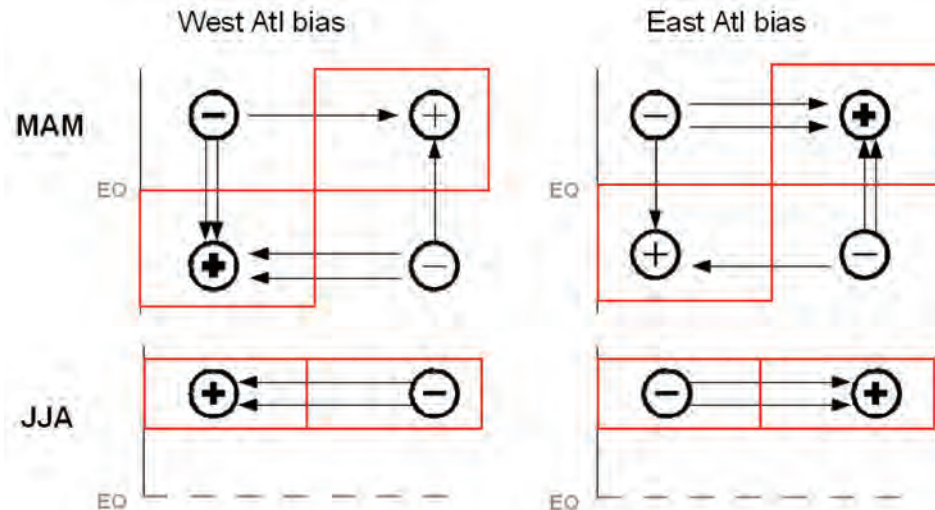 West Atl bias
East Atl bias
MAM
EQ
EQ
JJA
EQ
EQ